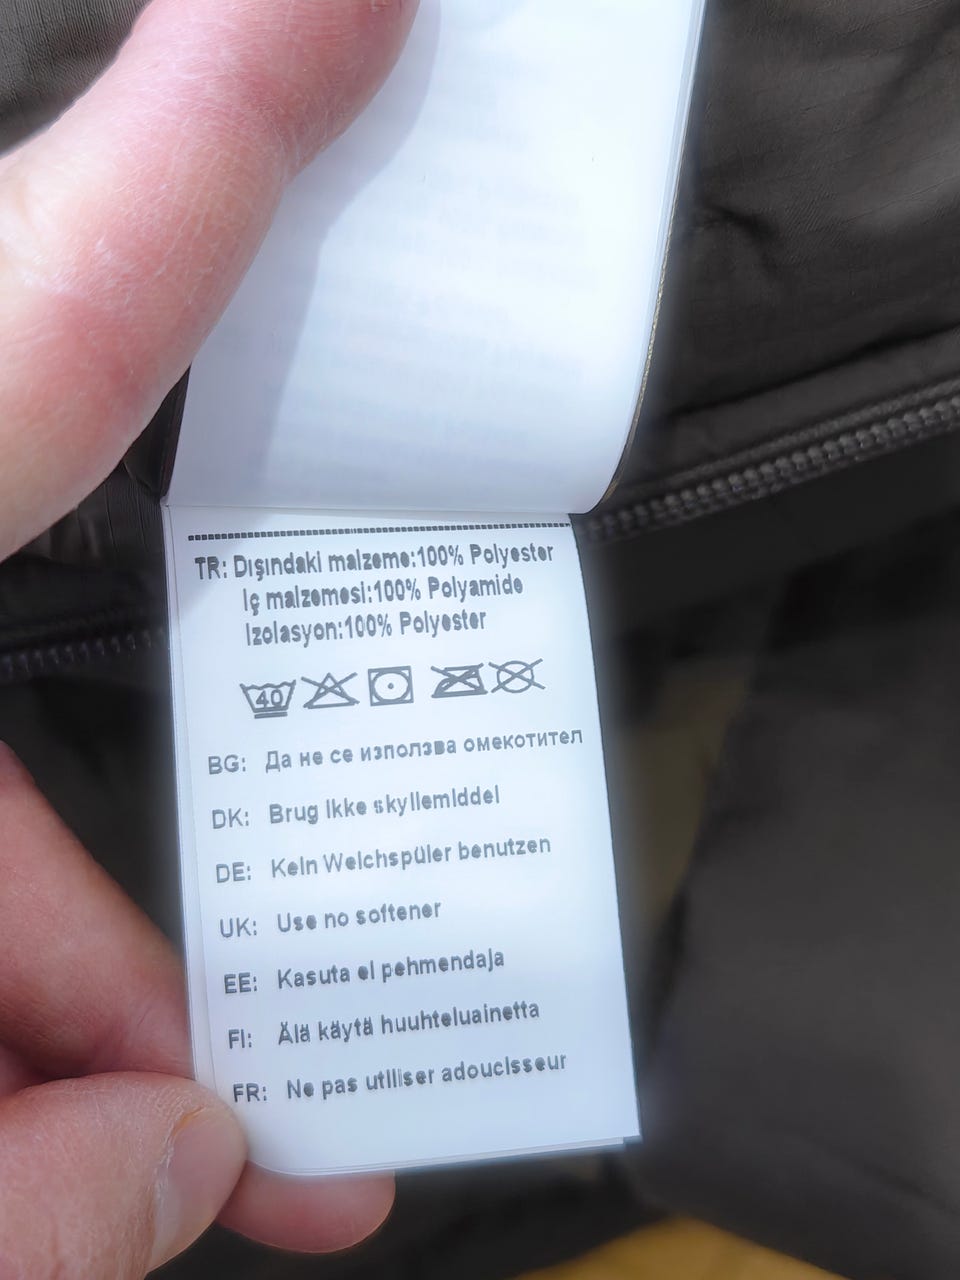 TR: Dışındaki malzeme:100% Polyester
İç malzemesi:100% Polyamide
İzolasyon:100% Polyester
40
BG: Да не се използва омекотител
DK: Brug ikke skyllemiddel
DE: Kein Weichspüler benutzen
UK: Use no softener
EE: Kasuta ei pehmendaja
FI: Älä käytä huuhteluainetta
FR: Ne pas utiliser adoucisseur